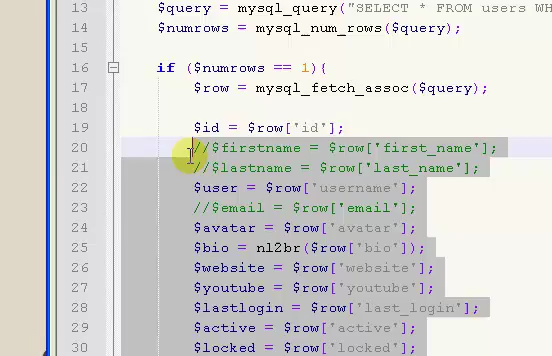 13 $query = mysql_query("SELECT * FROM users WH
14 $numrows = mysql_num_rows($query);
15
16 if ($numrows == 1){
17 $row = mysql_fetch_assoc($query);
18
19 $id = $row['id'];
20 //$firstname = $row['first_name'];
21 //$lastname = $row['last_name'];
22 $user = $row['username'];
23 //$email = $row['email'];
24 $avatar = $row['avatar'];
25 $bio = nl2br($row['bio']);
26 $website = $row['website'];
27 $youtube = $row['youtube'];
28 $lastlogin = $row['last_login'];
29 $active = $row['active'];
30 $locked = $row['locked'];